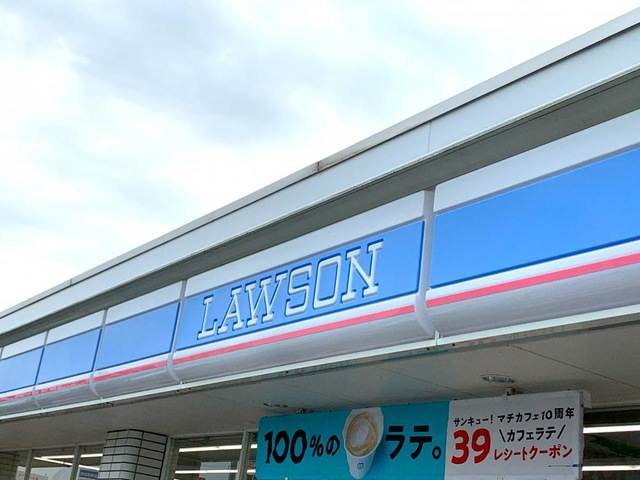 LAWSON
100%の ラテ。
サンキュー! マチカフェ10周年
39 \カフェラテ/
レシートクーポン